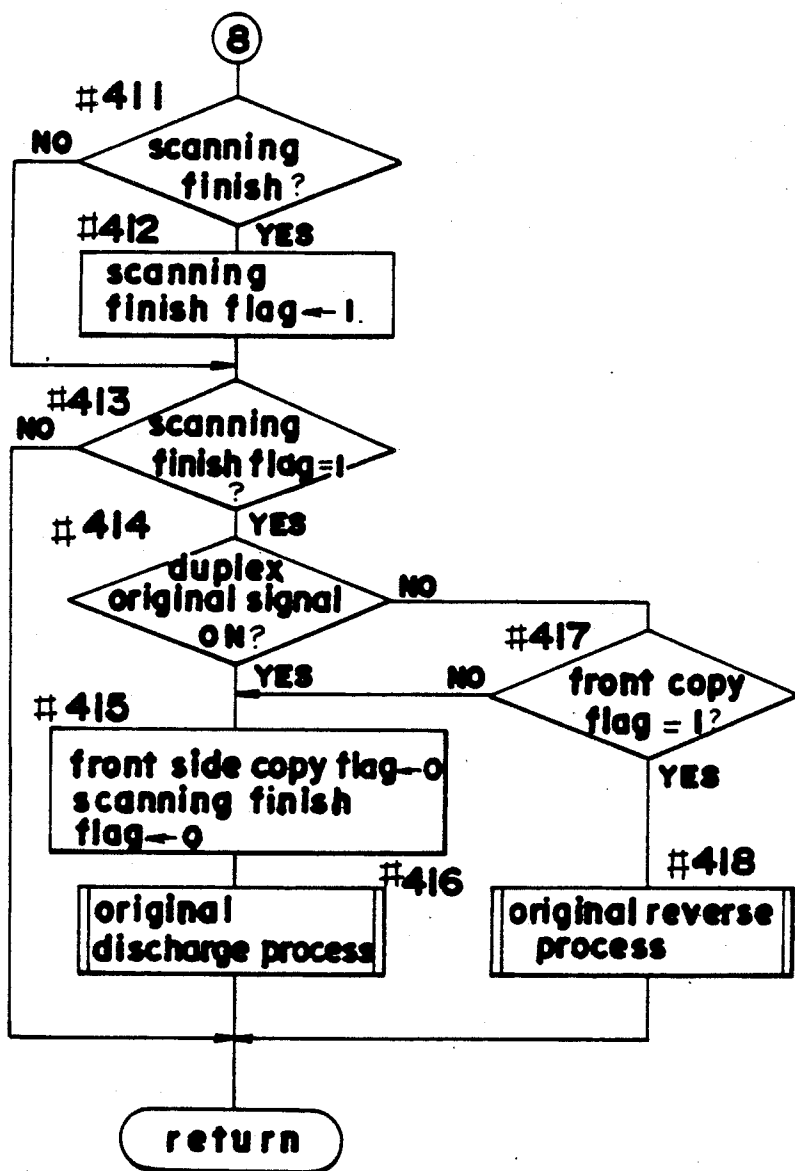 8
#411
NO
scanning
finish?
#412
YES
scanning
finish flag←1.
#413
NO
scanning
finish flag=1
?
#414
YES
duplex
original signal
ON?
NO
#417
YES
NO
front copy
flag = 1?
#415
YES
front side copy flag←0
scanning finish
flag←0
#416
#418
original
discharge process
original reverse
process
return